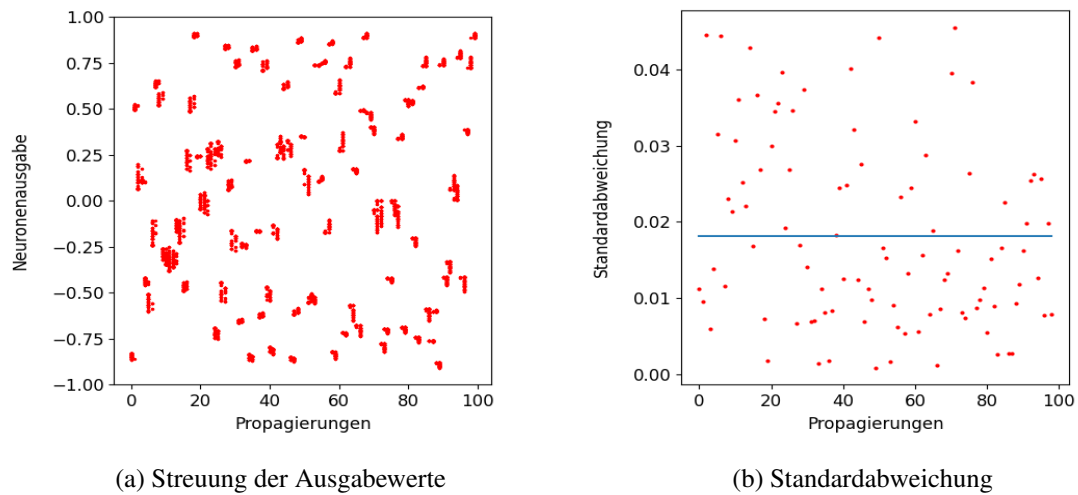 1.00
0.75
0.50
0.25
0.00
−0.25
−0.50
−0.75
−1.00
Neuronenausgabe
0 20 40 60 80 100
Propagierungen
(a) Streuung der Ausgabewerte
0.04
0.03
0.02
0.01
0.00
Standardabweichung
0 20 40 60 80 100
Propagierungen
(b) Standardabweichung